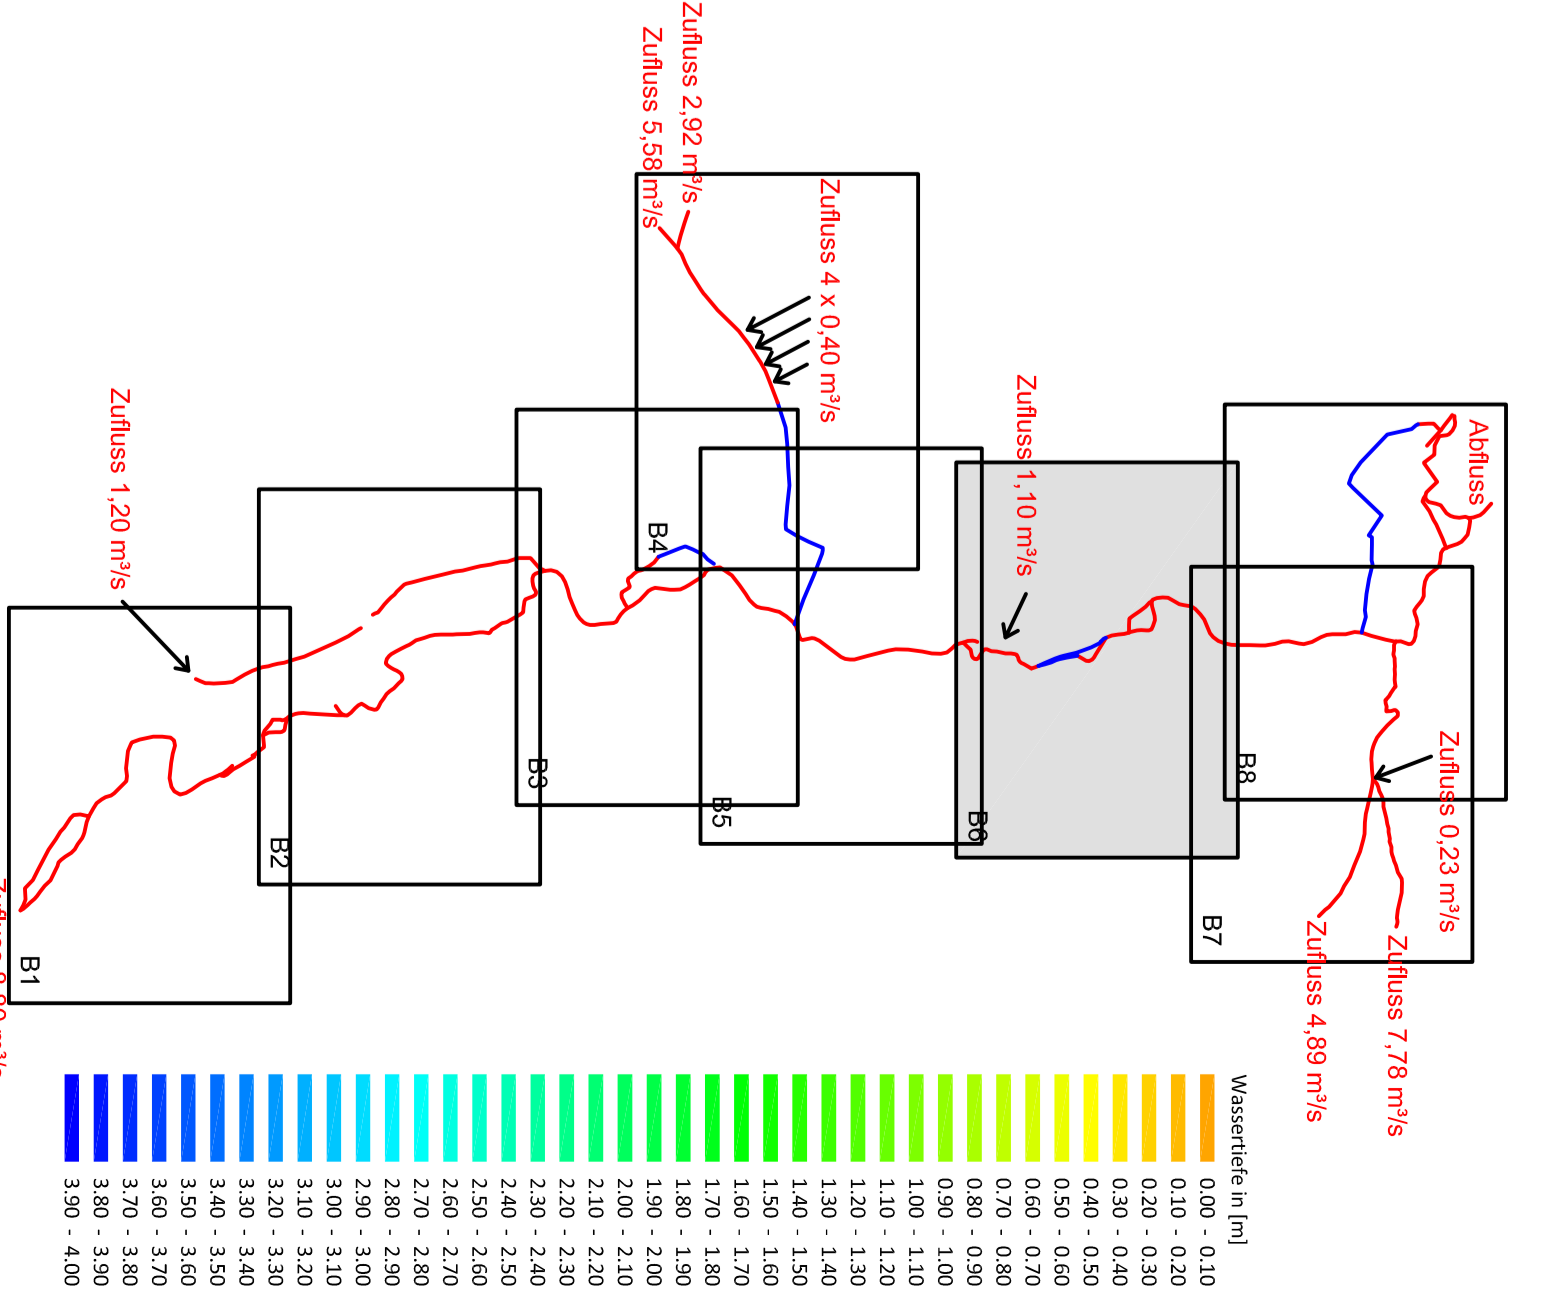 Zufluss 2,92 m³/s
Zufluss 5,58 m³/s
Zufluss 4 x 0,40 m³/s
Zufluss 1,10 m³/s
Zufluss 1,20 m³/s
Abfluss
Zufluss 0,23 m³/s
Zufluss 7,78 m³/s
Zufluss 4,89 m³/s
B8
B7
B6
B5
B4
B3
B2
B1
Wassertiefe in [m]
0.00 - 0.10
0.10 - 0.20
0.20 - 0.30
0.30 - 0.40
0.40 - 0.50
0.50 - 0.60
0.60 - 0.70
0.70 - 0.80
0.80 - 0.90
0.90 - 1.00
1.00 - 1.10
1.10 - 1.20
1.20 - 1.30
1.30 - 1.40
1.40 - 1.50
1.50 - 1.60
1.60 - 1.70
1.70 - 1.80
1.80 - 1.90
1.90 - 2.00
2.00 - 2.10
2.10 - 2.20
2.20 - 2.30
2.30 - 2.40
2.40 - 2.50
2.50 - 2.60
2.60 - 2.70
2.70 - 2.80
2.80 - 2.90
2.90 - 3.00
3.00 - 3.10
3.10 - 3.20
3.20 - 3.30
3.30 - 3.40
3.40 - 3.50
3.50 - 3.60
3.60 - 3.70
3.70 - 3.80
3.80 - 3.90
3.90 - 4.00